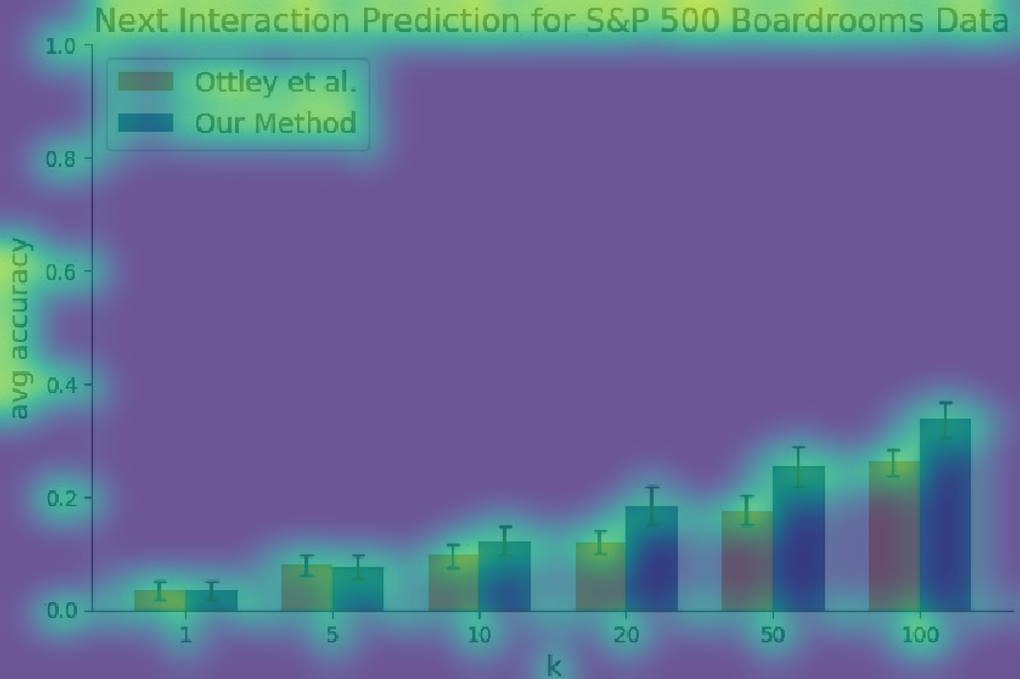 Next Interaction Prediction for S&P 500 Boardrooms Data
1.0
Ottley et al.
Our Method
0.8
0.6
avg accuracy
0.4
0.2
0.0
1 5 10 20 50 100
k